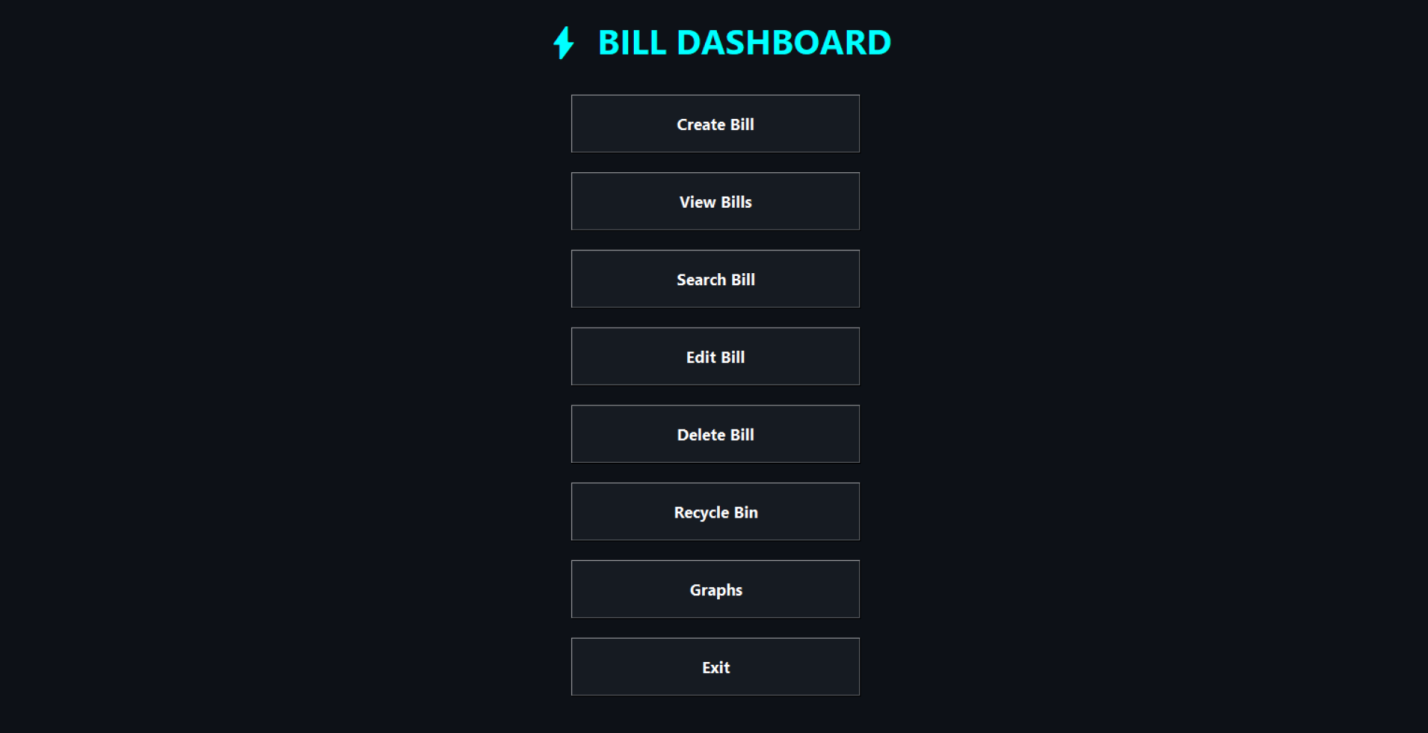 ⚡ BILL DASHBOARD
Create Bill
View Bills
Search Bill
Edit Bill
Delete Bill
Recycle Bin
Graphs
Exit